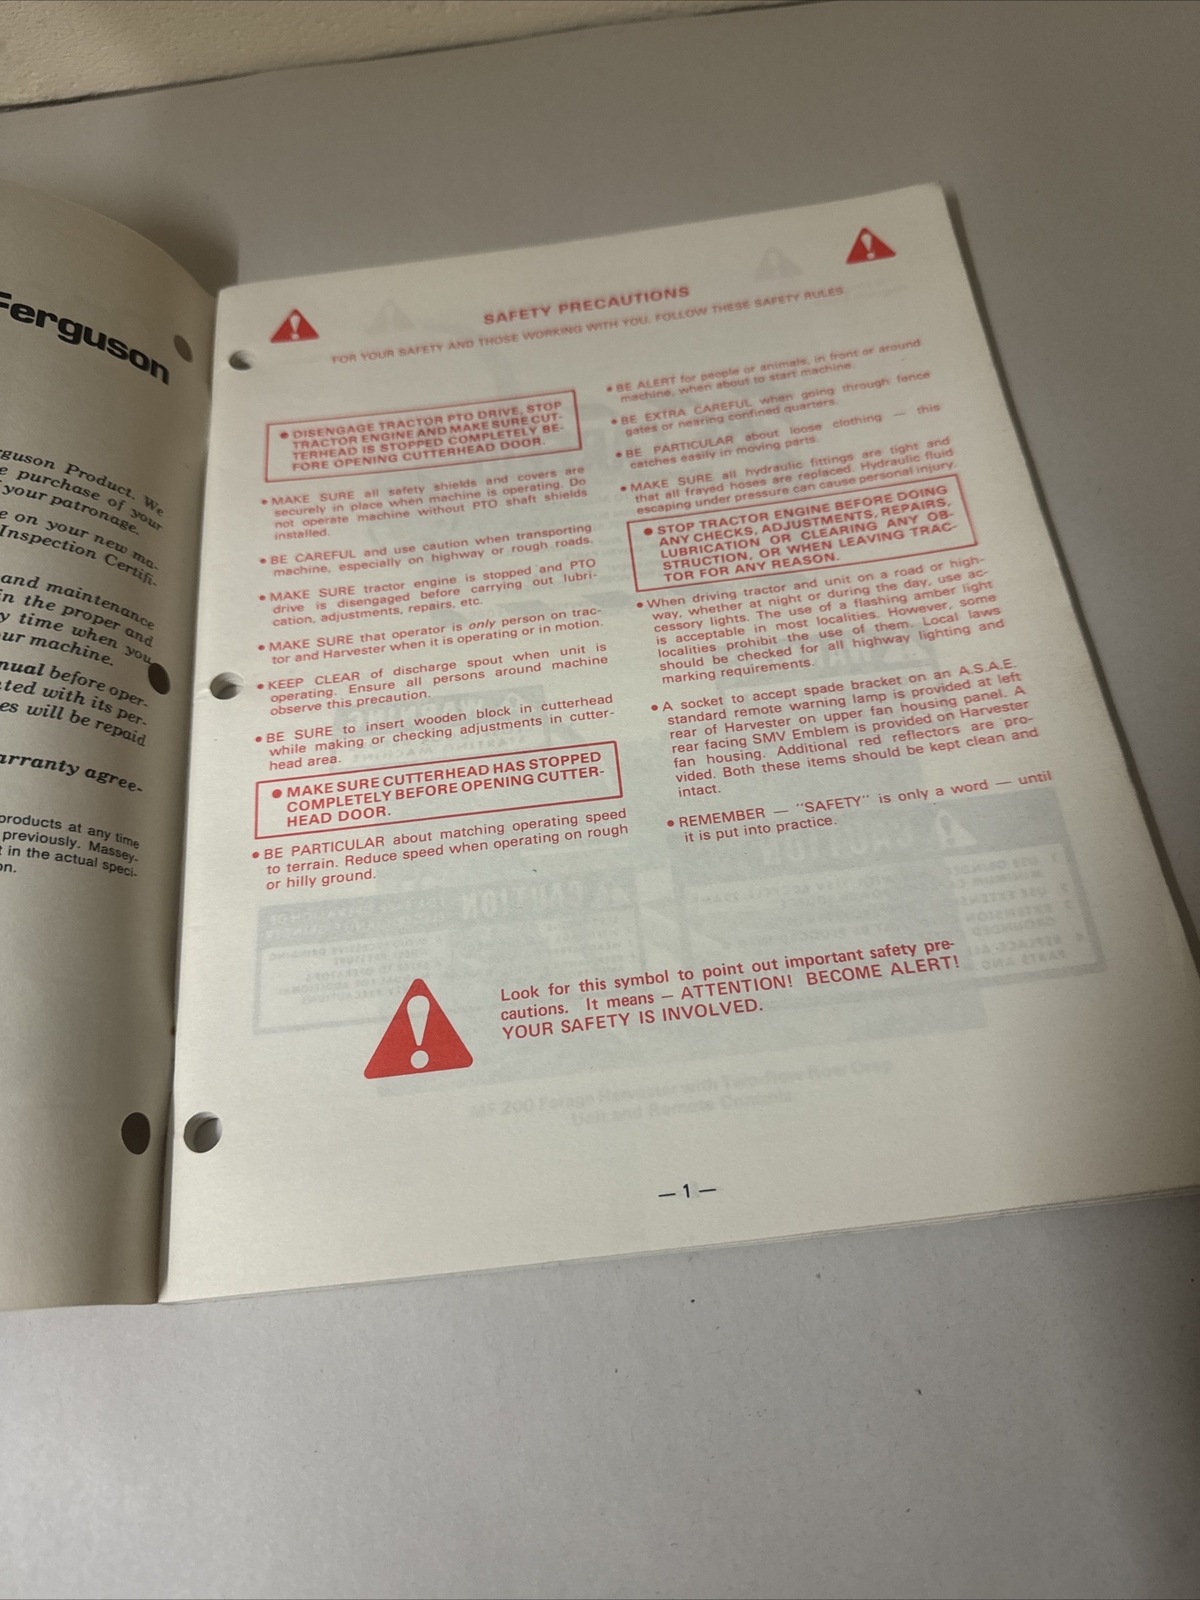 Ferguson
guson Product. We
e purchase of your
your patronage.
e on your new ma-
Inspection Certifi-
and maintenance
n the proper and
y time when you
ur machine.
nual before oper-
ted with its per-
es will be repaid
arranty agree-
products at any time
previously. Massey-
t in the actual speci-
on.
SAFETY PRECAUTIONS
FOR YOUR SAFETY AND THOSE WORKING WITH YOU, FOLLOW THESE SAFETY RULES.
• DISENGAGE TRACTOR PTO DRIVE, STOP
TRACTOR ENGINE AND MAKE SURE CUT-
TERHEAD IS STOPPED COMPLETELY BE-
FORE OPENING CUTTERHEAD DOOR.
• MAKE SURE all safety shields and covers are
securely in place when machine is operating. Do
not operate machine without PTO shaft shields
installed.
• BE CAREFUL and use caution when transporting
machine, especially on highway or rough roads.
• MAKE SURE tractor engine is stopped and PTO
drive is disengaged before carrying out lubri-
cation, adjustments, repairs, etc.
• MAKE SURE that operator is only person on trac-
tor and Harvester when it is operating or in motion.
• KEEP CLEAR of discharge spout when unit is
operating. Ensure all persons around machine
observe this precaution.
• BE SURE to insert wooden block in cutterhead
while making or checking adjustments in cutter-
head area.
• MAKE SURE CUTTERHEAD HAS STOPPED
COMPLETELY BEFORE OPENING CUTTER-
HEAD DOOR.
• BE PARTICULAR about matching operating speed
to terrain. Reduce speed when operating on rough
or hilly ground.
• BE ALERT for people or animals, in front or around
machine, when about to start machine.
• BE EXTRA CAREFUL when going through fence
gates or nearing confined quarters.
• BE PARTICULAR about loose clothing — this
catches easily in moving parts.
• MAKE SURE all hydraulic fittings are tight and
that all frayed hoses are replaced. Hydraulic fluid
escaping under pressure can cause personal injury.
• STOP TRACTOR ENGINE BEFORE DOING
ANY CHECKS, ADJUSTMENTS, REPAIRS,
LUBRICATION OR CLEARING ANY OB-
STRUCTION, OR WHEN LEAVING TRAC-
TOR FOR ANY REASON.
• When driving tractor and unit on a road or high-
way, whether at night or during the day, use ac-
cessory lights. The use of a flashing amber light
is acceptable in most localities. However, some
localities prohibit the use of them. Local laws
should be checked for all highway lighting and
marking requirements.
• A socket to accept spade bracket on an A.S.A.E.
standard remote warning lamp is provided at left
rear of Harvester on upper fan housing panel. A
rear facing SMV Emblem is provided on Harvester
fan housing. Additional red reflectors are pro-
vided. Both these items should be kept clean and
intact.
• REMEMBER — "SAFETY" is only a word — until
it is put into practice.
Look for this symbol to point out important safety pre-
cautions. It means — ATTENTION! BECOME ALERT!
YOUR SAFETY IS INVOLVED.
— 1 —